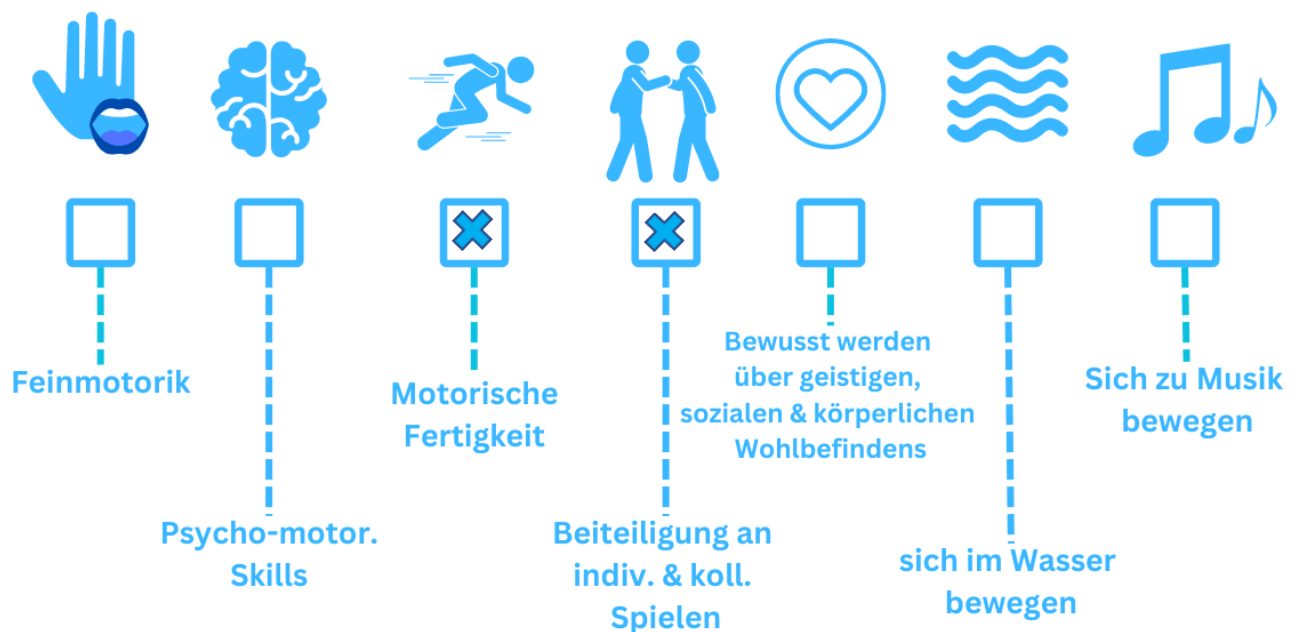 Feinmotorik
Psycho-motor.
Skills
Motorische
Fertigkeit
Beiteiligung an
indiv. & koll.
Spielen
Bewusst werden
über geistigen,
sozialen & körperlichen
Wohlbefindens
sich im Wasser
bewegen
Sich zu Musik
bewegen